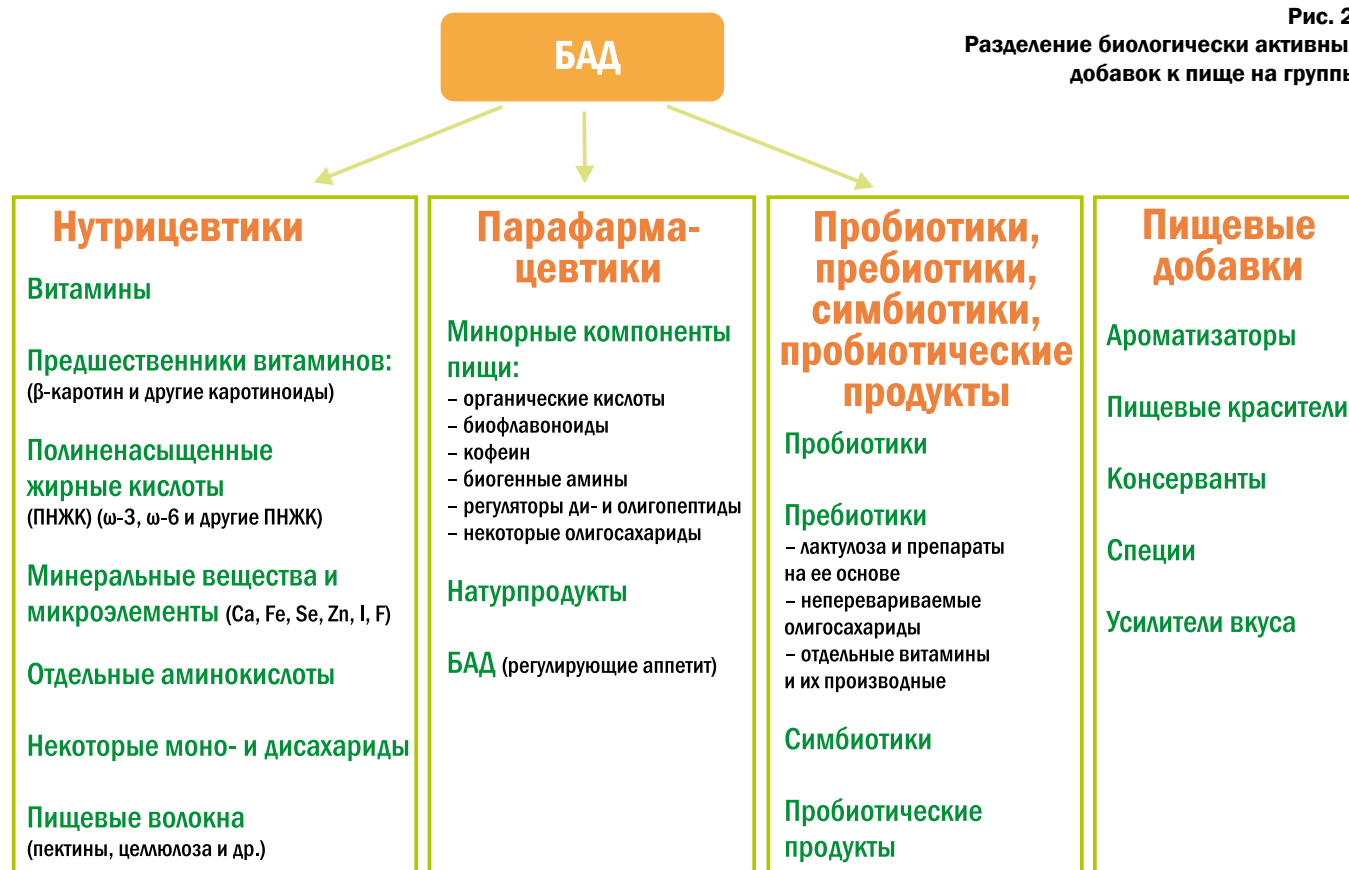 БАД
Рис. 2
Разделение биологически активны
добавок к пище на групп
Нутрицевтики
Витамины
Предшественники витаминов:
(β-каротин и другие каротиноиды)
Полиненасыщенные
жирные кислоты
(ПНЖК) (ω-3, ω-6 и другие ПНЖК)
Минеральные вещества и
микроэлементы (Ca, Fe, Se, Zn, I, F)
Отдельные аминокислоты
Некоторые моно- и дисахариды
Пищевые волокна
(пектины, целлюлоза и др.)
Парафарма-
цевтики
Минорные компоненты
пищи:
– органические кислоты
– биофлавоноиды
– кофеин
– биогенные амины
– регуляторы ди- и олигопептиды
– некоторые олигосахариды
Натурпродукты
БАД (регулирующие аппетит)
Пробиотики,
пребиотики,
симбиотики,
пробиотические
продукты
Пробиотики
Пребиотики
– лактулоза и препараты
на ее основе
– неперевариваемые
олигосахариды
– отдельные витамины
и их производные
Симбиотики
Пробиотические
продукты
Пищевые
добавки
Ароматизаторы
Пищевые красители
Консерванты
Специи
Усилители вкуса